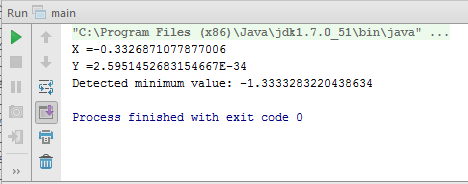 Run main
"C:\Program Files (x86)\Java\jdk1.7.0_51\bin\java" ...
X =-0.3326871077877006
Y =2.5951452683154667E-34
Detected minimum value: -1.3333283220438634
Process finished with exit code 0